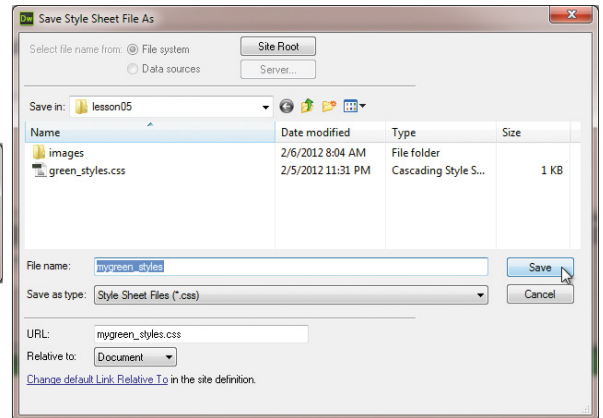 Dw Save Style Sheet File As
Select file name from: File system Site Root
Data sources Server...
Save in: lesson05
Name Date modified Type Size
images 2/6/2012 8:04 AM File folder
green_styles.css 2/5/2012 11:31 PM Cascading Style S... 1 KB
File name: mygreen_styles Save
Save as type: Style Sheet Files (*.css) Cancel
URL: mygreen_styles.css
Relative to: Document
Change default Link Relative To in the site definition.